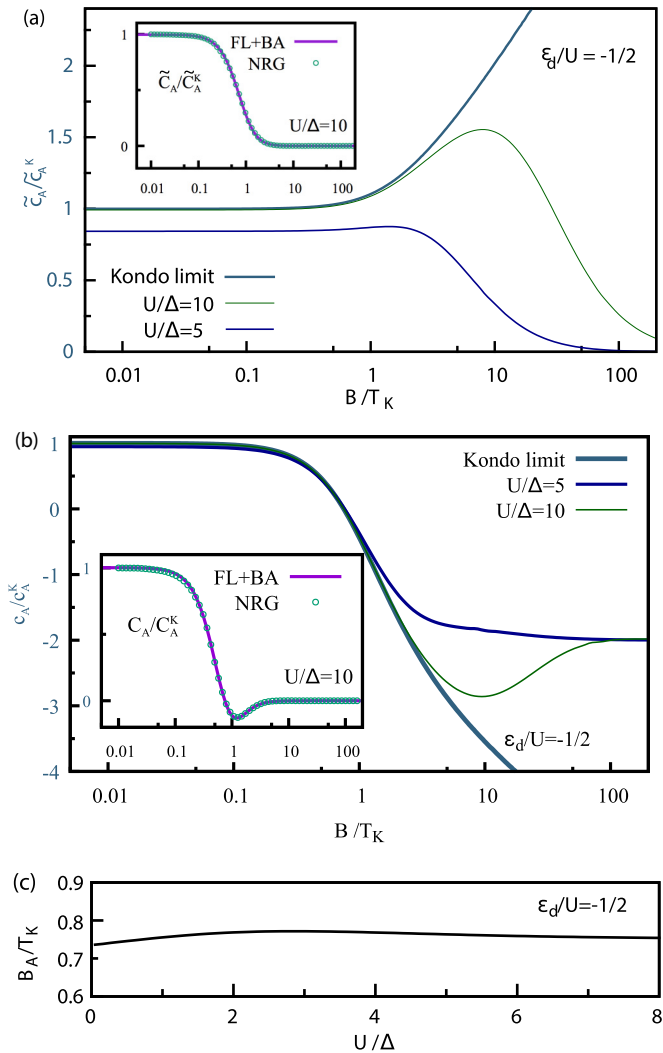 (a)
1
0
FL+BA
NRG
C̃_A/C̃_A^K
U/Δ=10
0.01 0.1 1 10 100
ε_d/U = -1/2
2
1.5
1
0.5
0
c̃_A/c̃_A^K
Kondo limit
U/Δ=10
U/Δ=5
0.01 0.1 1 10 100
B/T_K
(b)
1
0
-1
-2
-3
-4
c_A/c_A^K
Kondo limit
U/Δ=5
U/Δ=10
1
0
FL+BA
NRG
C_A/C_A^K
U/Δ=10
0.01 0.1 1 10 100
ε_d/U=-1/2
0.01 0.1 1 10 100
B/T_K
(c)
0.9
0.8
0.7
0.6
B_A/T_K
ε_d/U=-1/2
0 2 4 6 8
U/Δ